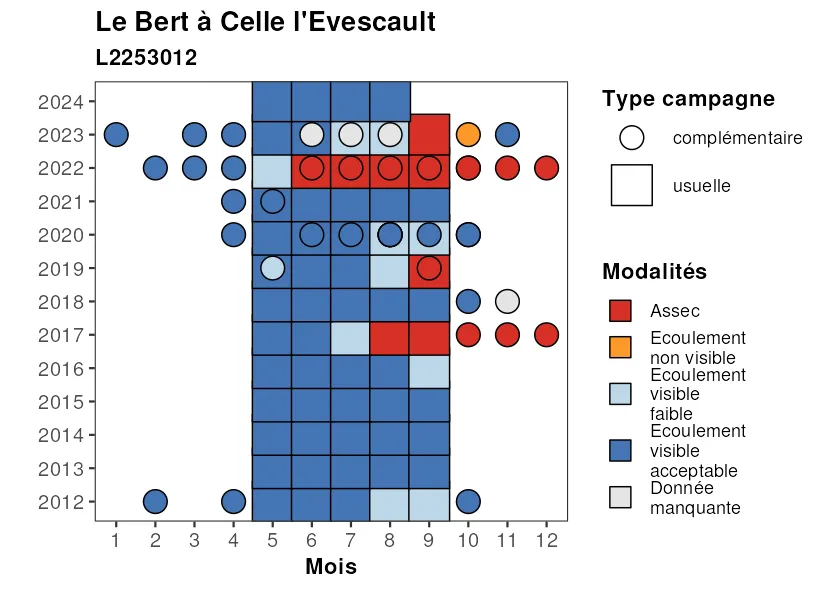 Le Bert à Celle l'Evescault
L2253012
2024
2023
2022
2021
2020
2019
2018
2017
2016
2015
2014
2013
2012
1 2 3 4 5 6 7 8 9 10 11 12
Mois
Type campagne
complémentaire
usuelle
Modalités
Assec
Ecoulement
non visible
Ecoulement
visible
faible
Ecoulement
visible
acceptable
Donnée
manquante